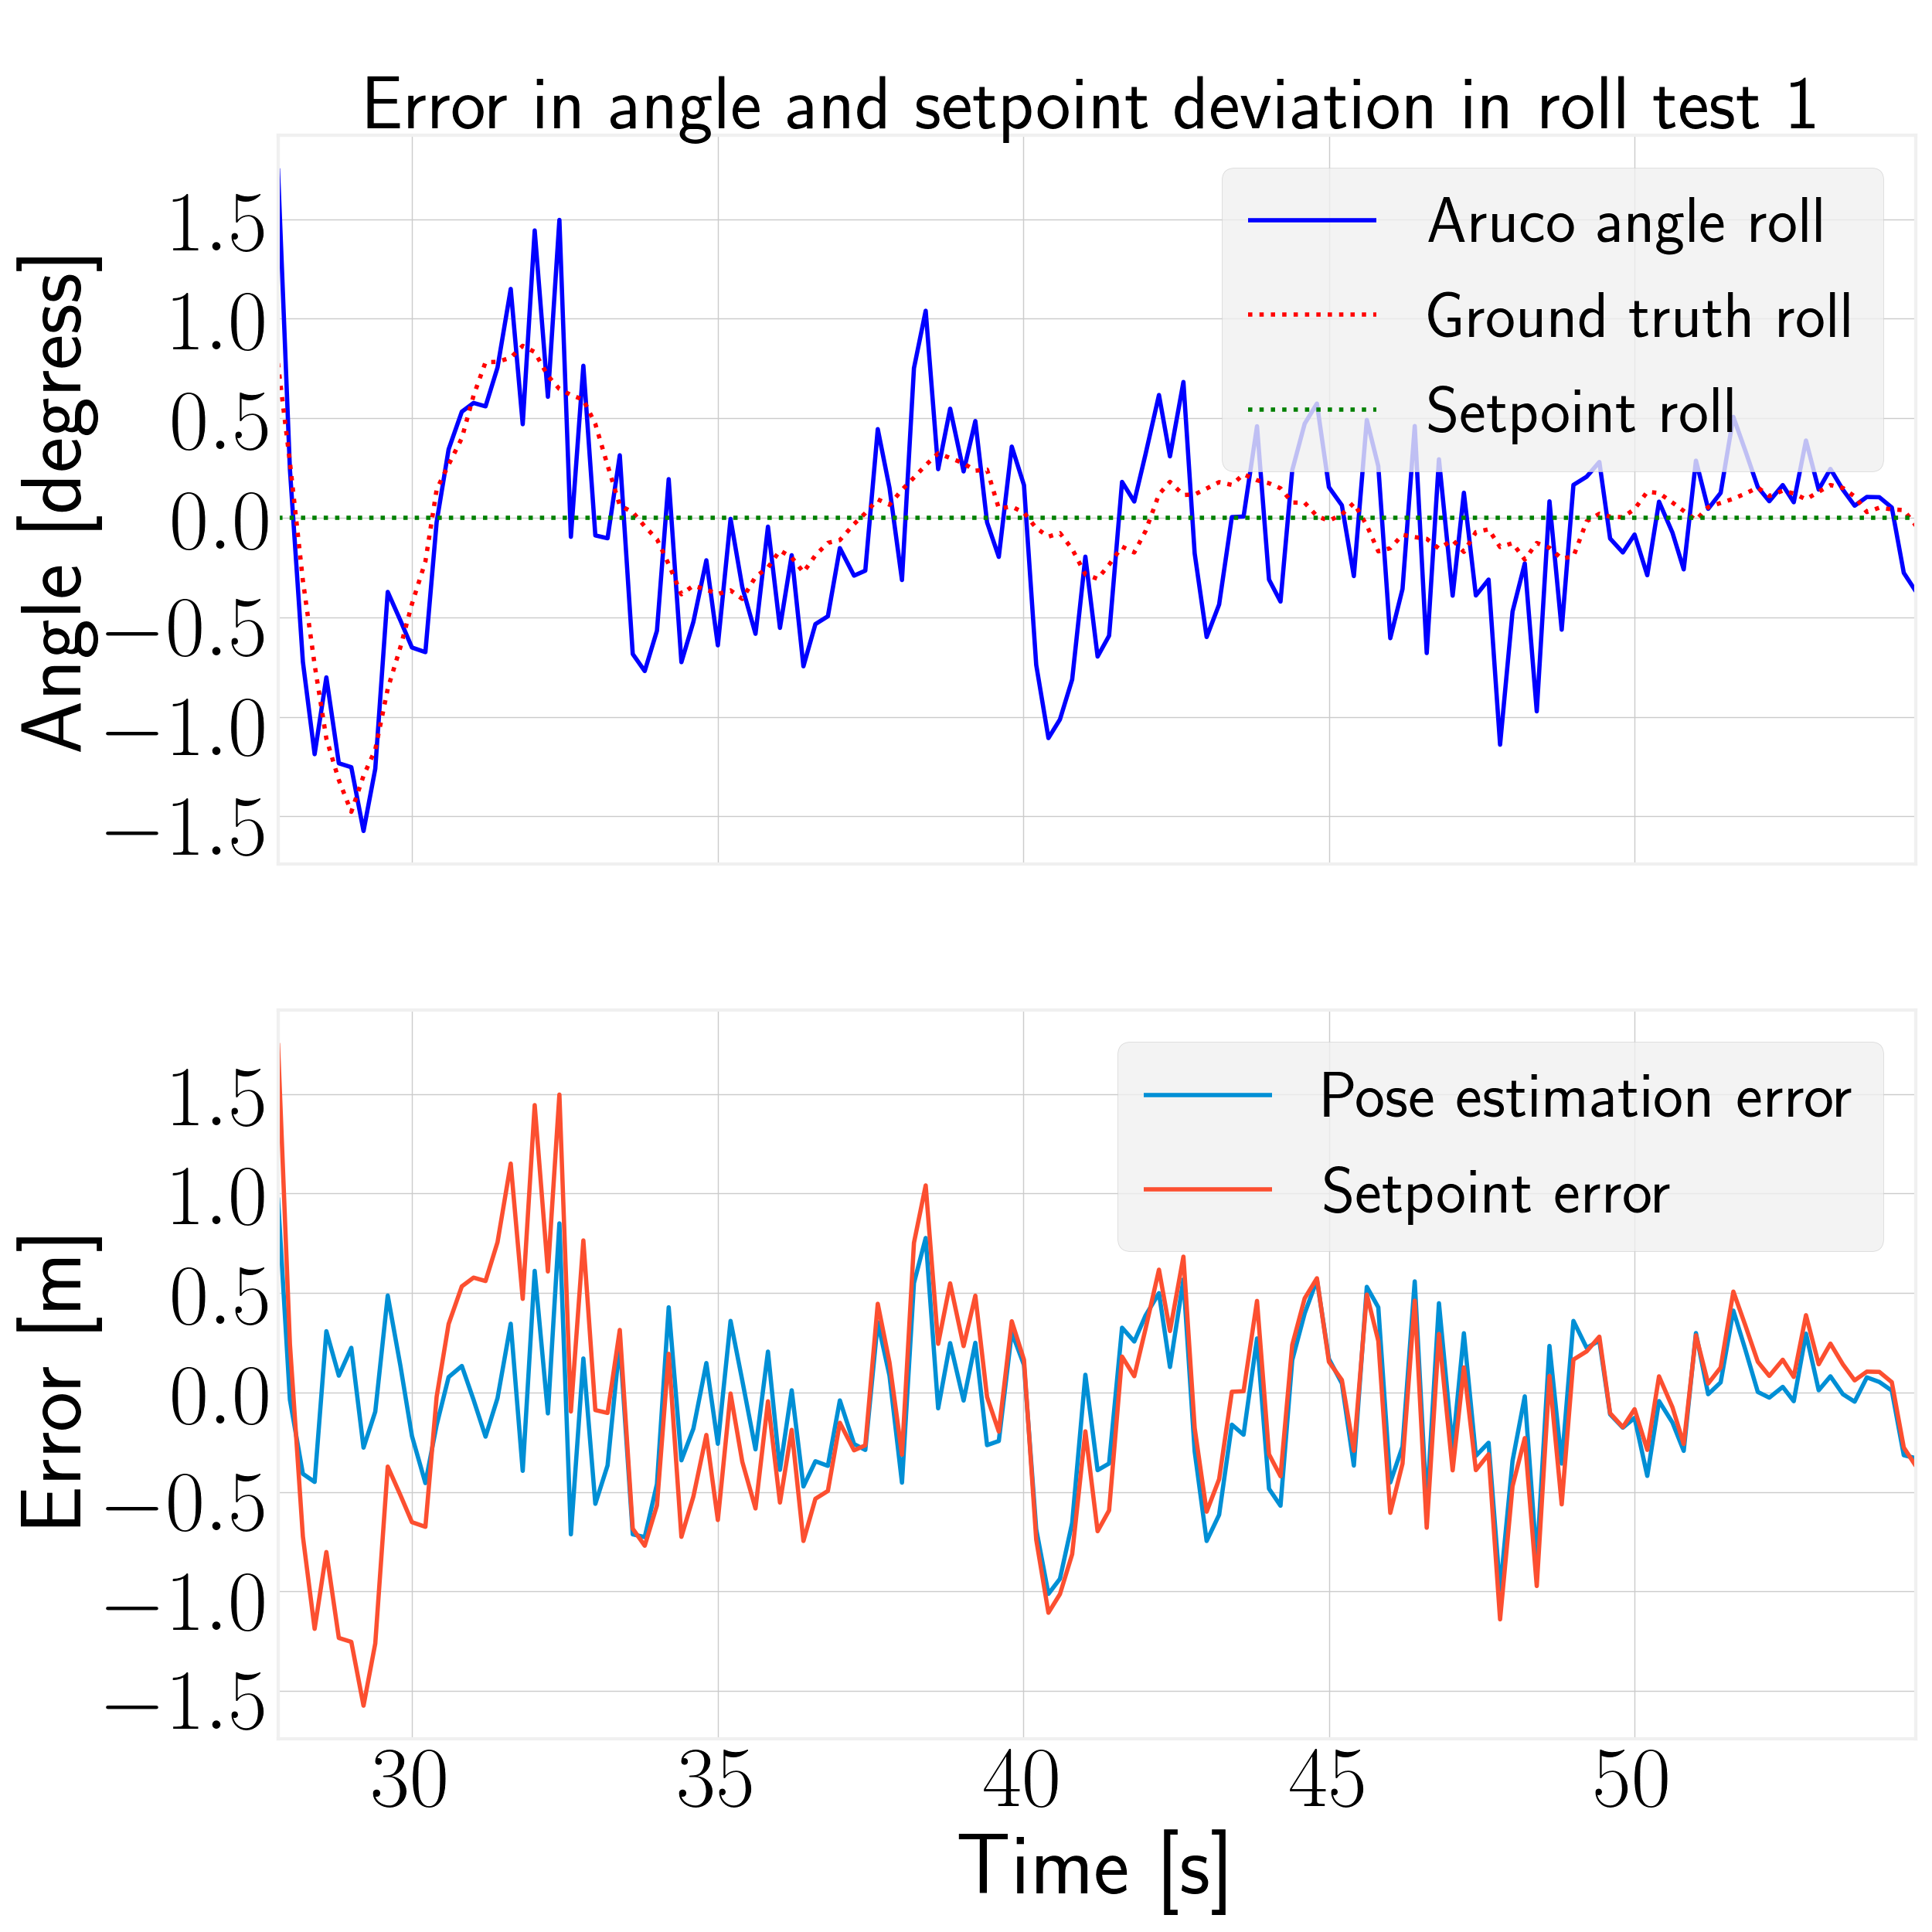 Error in angle and setpoint deviation in roll test 1
Angle [degress]
1.5
1.0
0.5
0.0
−0.5
−1.0
−1.5
Aruco angle roll
Ground truth roll
Setpoint roll
Error [m]
1.5
1.0
0.5
0.0
−0.5
−1.0
−1.5
Pose estimation error
Setpoint error
30 35 40 45 50
Time [s]